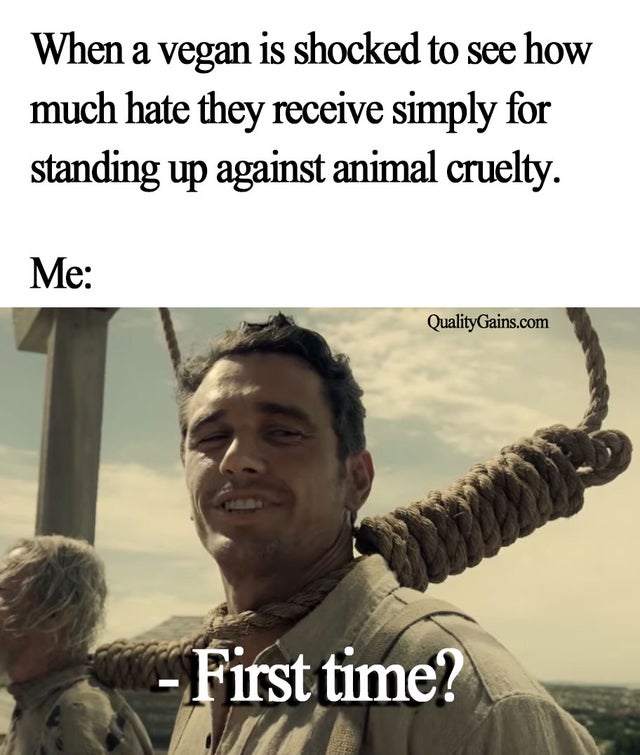 When a vegan is shocked to see how
much hate they receive simply for
standing up against animal cruelty.
Me:
QualityGains.com
- First time?